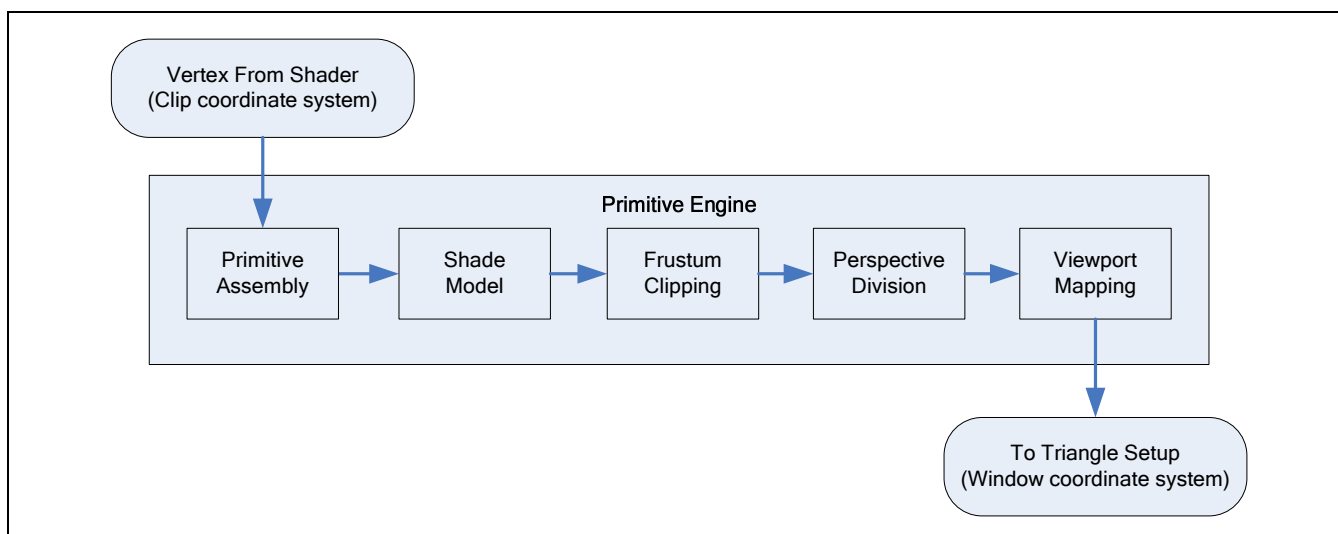 Vertex From Shader
(Clip coordinate system)
Primitive Engine
Primitive
Assembly
Shade
Model
Frustum
Clipping
Perspective
Division
Viewport
Mapping
To Triangle Setup
(Window coordinate system)